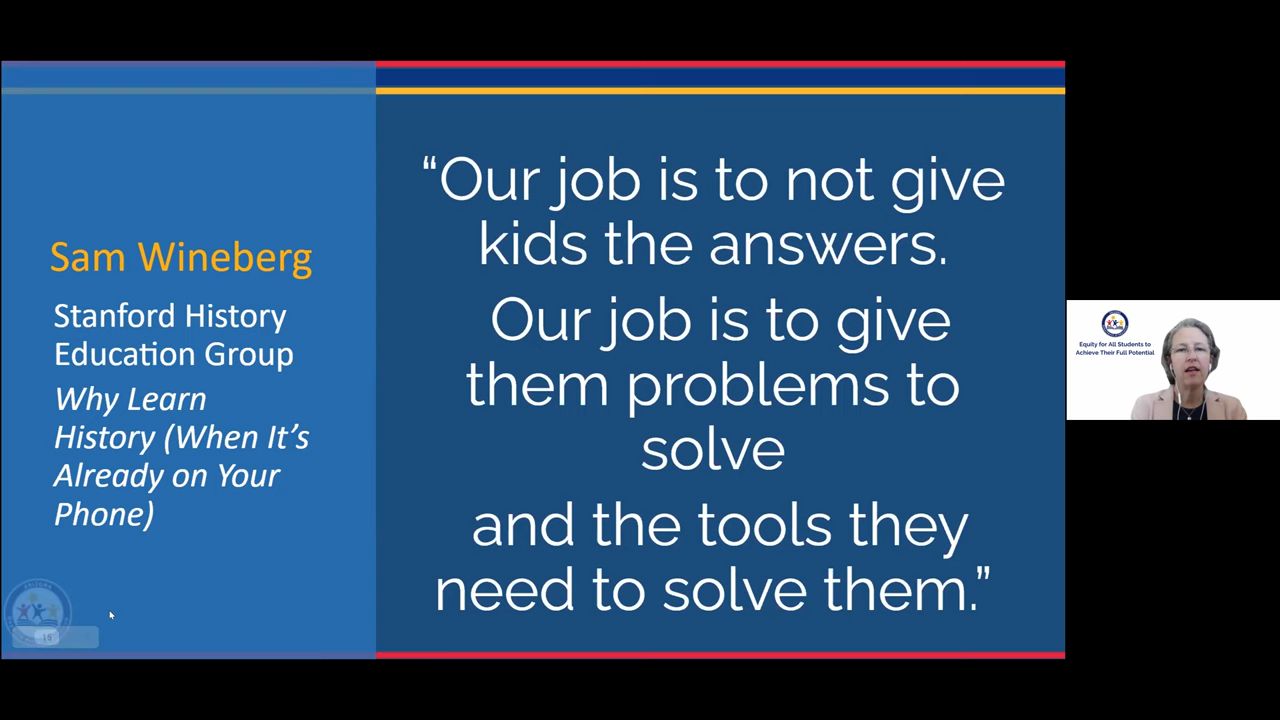 Sam Wineberg
Stanford History
Education Group
Why Learn
History (When It’s
Already on Your
Phone)
“Our job is to not give
kids the answers.
Our job is to give
them problems to
solve
and the tools they
need to solve them.”
15
Equity for All Students to
Achieve Their Full Potential